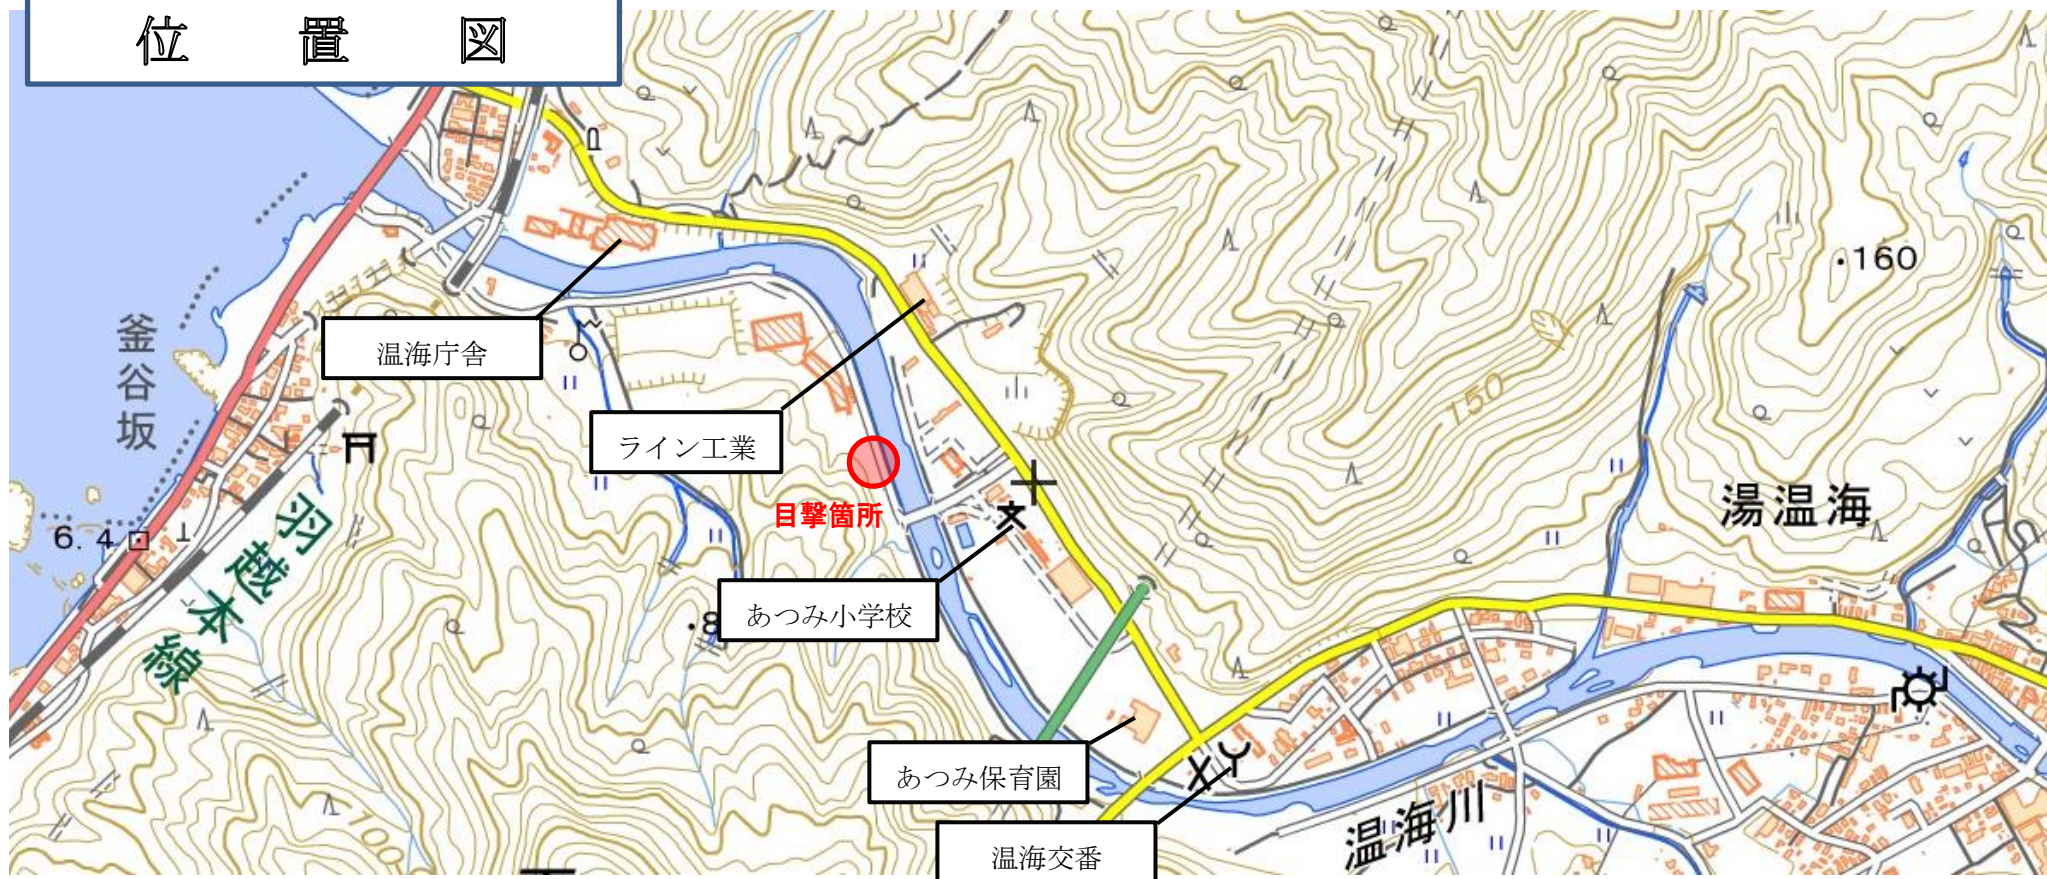 位置図
温海庁舎
釜谷坂
ライン工業
目撃箇所
6.4
羽越本線
あつみ小学校
湯温海
・160
150
・8
あつみ保育園
温海交番
温海川
100